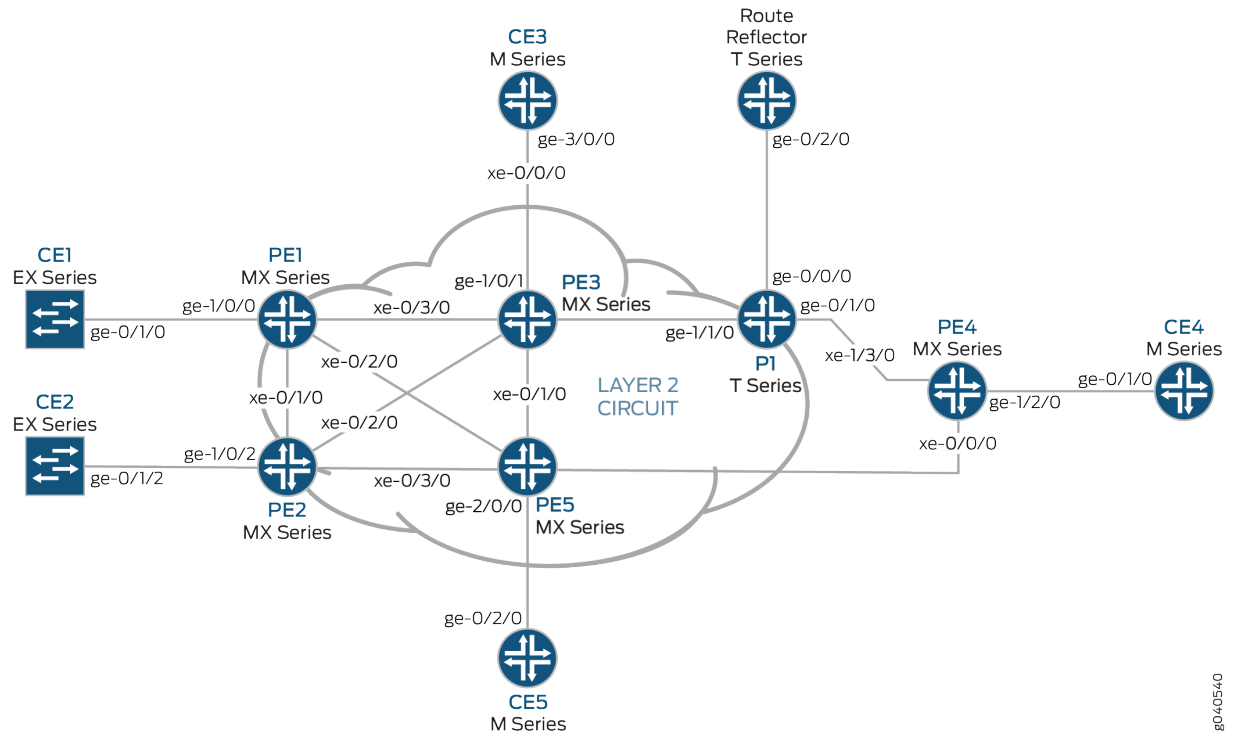 CE3
M Series
ge-3/0/0
xe-0/0/0
Route
Reflector
T Series
ge-0/2/0
CE1
EX Series
ge-0/1/0
ge-1/0/0
PE1
MX Series
xe-0/3/0
ge-1/0/1
PE3
MX Series
ge-1/1/0
ge-0/0/0
ge-0/1/0
P1
T Series
xe-1/3/0
PE4
MX Series
ge-1/2/0
xe-0/0/0
CE4
M Series
ge-0/1/0
xe-0/2/0
xe-0/1/0
xe-0/2/0
xe-0/1/0
LAYER 2
CIRCUIT
CE2
EX Series
ge-0/1/2
ge-1/0/2
PE2
MX Series
xe-0/3/0
ge-2/0/0
PE5
MX Series
ge-0/2/0
CE5
M Series
g040540